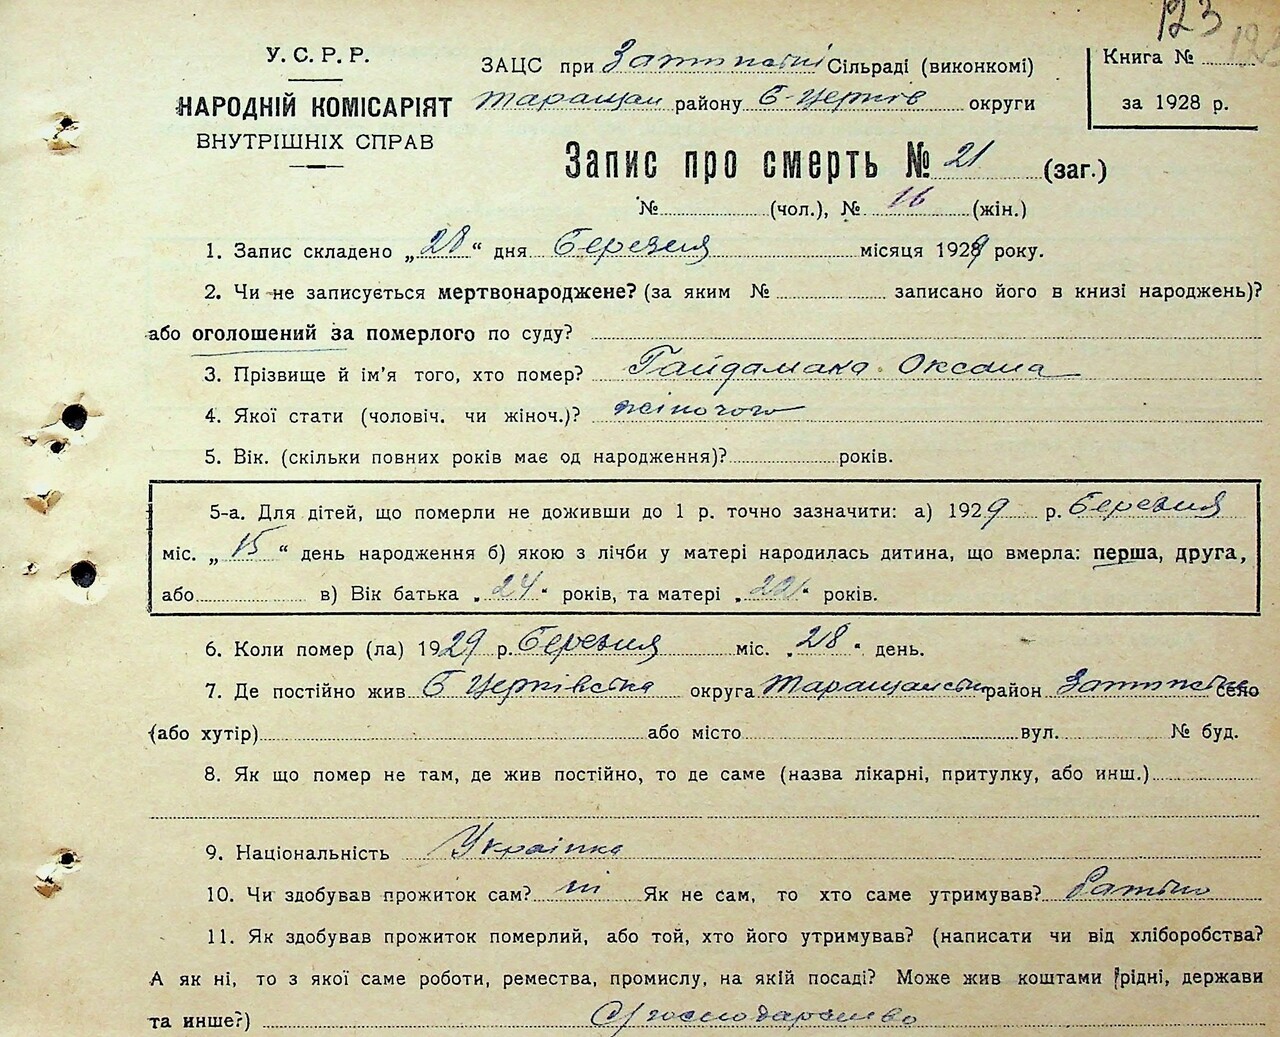 123
У.С.Р.Р.
НАРОДНІЙ КОМІСАРІЯТ
ВНУТРІШНІХ СПРАВ
ЗАЦС при Сільраді (виконкомі)
Таращан району Б-Церків округи
Книга №
за 1928 р.
Запис про смерть № 21 (заг.)
№ (чол.), № 16 (жін.)
1. Запис складено „28“ дня Березня місяця 1929 року.
2. Чи не записується мертвонароджене? (за яким № записано його в книзі народжень)?
або оголошений за померлого по суду?
3. Прізвище й ім’я того, хто помер? Гайдамака Оксана
4. Якої стати (чоловіч. чи жіноч.)? жіночого
5. Вік. (скільки повних років має од народження)? років.
5-а. Для дітей, що померли не доживши до 1 р. точно зазначити: а) 1929 р. березня
міс. „15“ день народження б) якою з лічби у матері народилась дитина, що вмерла: перша, друга,
або в) Вік батька „24“ років, та матері „22“ років.
6. Коли помер (ла) 1929 р. Березня міс. „28“ день.
7. Де постійно жив Б Церківська округа Таращанськ район село
(або хутір) або місто вул. № буд.
8. Як що помер не там, де жив постійно, то де саме (назва лікарні, притулку, або инш.)
9. Національність Українка
10. Чи здобував прожиток сам? ні Як не сам, то хто саме утримував? батько
11. Як здобував прожиток померлий, або той, хто його утримував? (написати чи від хліборобства?
А як ні, то з якої саме роботи, ремества, промислу, на якій посаді? Може жив коштами рідні, держави
та инше?) С/господарство